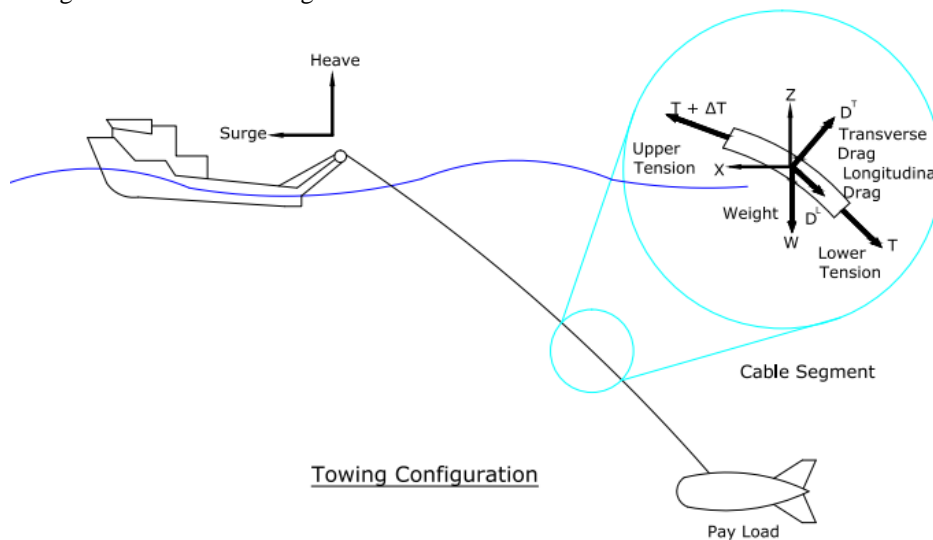 Heave
Surge
T + ΔT
Z
D^T
Upper
Tension
Transverse
Drag
Longitudina
Drag
X
Weight
D^L
W
T
Lower
Tension
Cable Segment
Towing Configuration
Pay Load